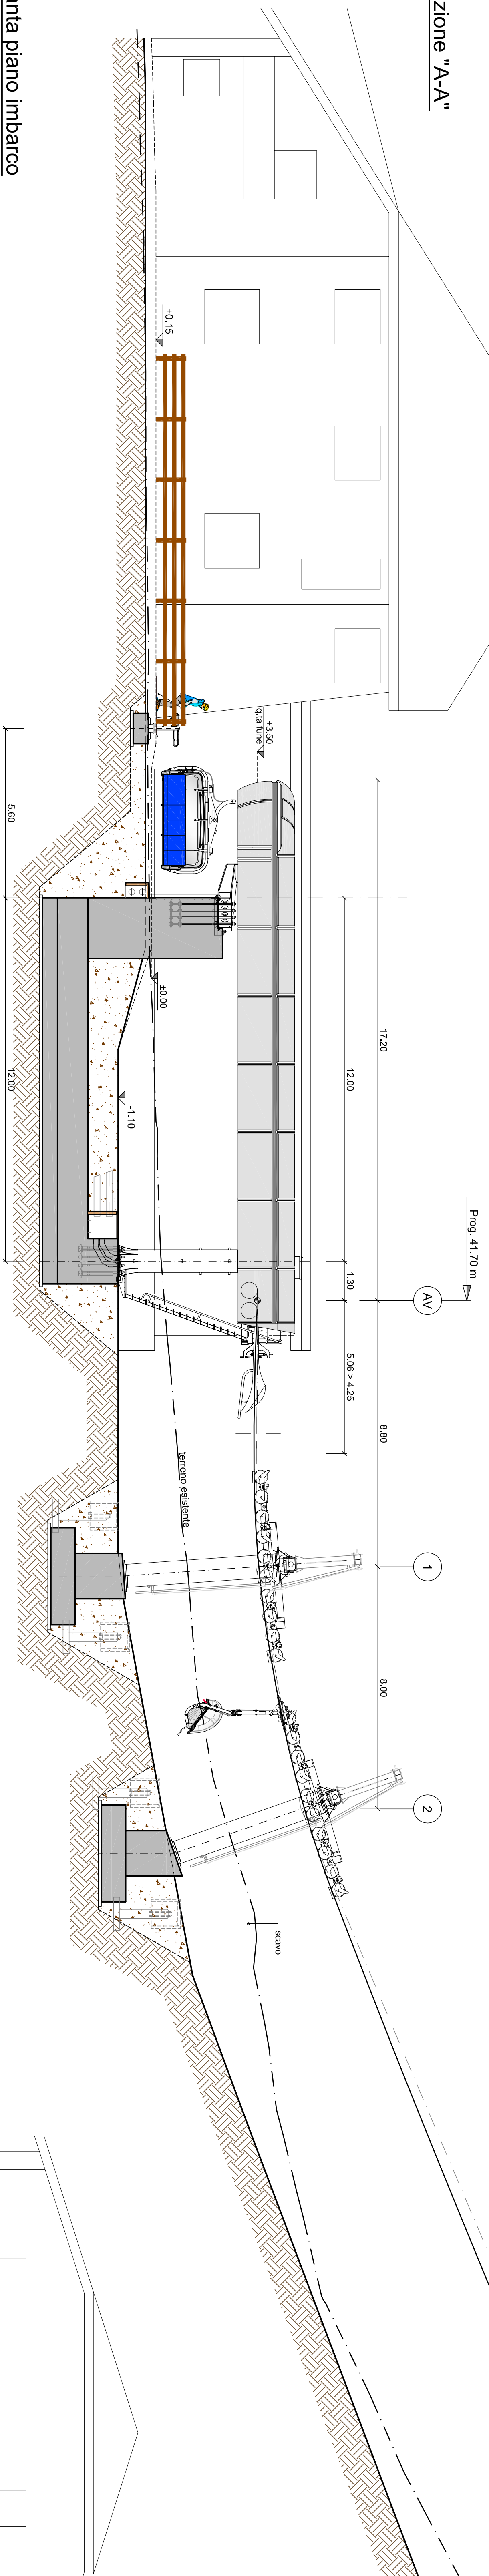 zione "A-A"
Prog. 41.70 m
AV
1
2
17.20
8.80
8.00
12.00
1.30
5.06 > 4.25
+3.50
q.ta fune
+0.15
±0.00
-1.10
terreno esistente
scavo
5.60
12.00
anta piano imbarco